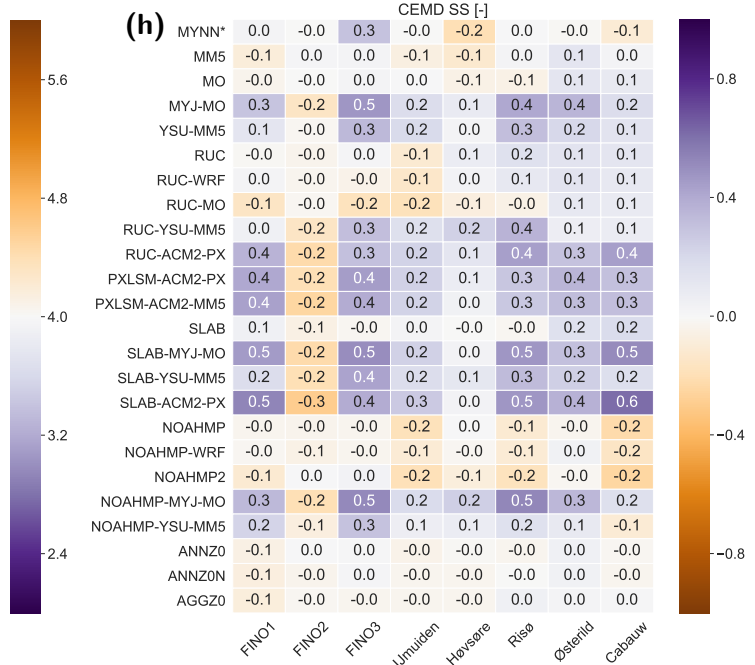 CEMD SS [-]
(h)
MYNN* 0.0 -0.0 0.3 -0.0 -0.2 0.0 -0.0 -0.1
MM5 -0.1 0.0 0.0 -0.1 -0.1 0.0 0.1 0.0
MO -0.0 -0.0 0.0 0.0 -0.1 -0.1 0.1 0.1
MYJ-MO 0.3 -0.2 0.5 0.2 0.1 0.4 0.4 0.2
YSU-MM5 0.1 -0.0 0.3 0.2 0.0 0.3 0.2 0.1
RUC -0.0 -0.0 0.0 -0.1 0.1 0.2 0.1 0.1
RUC-WRF 0.0 -0.0 -0.0 -0.1 0.0 0.1 0.1 0.1
RUC-MO -0.1 -0.0 -0.2 -0.2 -0.1 -0.0 0.1 0.1
RUC-YSU-MM5 0.0 -0.2 0.3 0.2 0.2 0.4 0.1 0.1
RUC-ACM2-PX 0.4 -0.2 0.3 0.2 0.1 0.4 0.3 0.4
PXLSM-ACM2-PX 0.4 -0.2 0.4 0.2 0.1 0.3 0.4 0.3
PXLSM-ACM2-MM5 0.4 -0.2 0.4 0.2 0.0 0.3 0.3 0.3
SLAB 0.1 -0.1 -0.0 0.0 -0.0 -0.0 0.2 0.2
SLAB-MYJ-MO 0.5 -0.2 0.5 0.2 0.0 0.5 0.3 0.5
SLAB-YSU-MM5 0.2 -0.2 0.4 0.2 0.1 0.3 0.2 0.2
SLAB-ACM2-PX 0.5 -0.3 0.4 0.3 0.0 0.5 0.4 0.6
NOAHMP -0.0 -0.0 -0.0 -0.2 0.0 -0.1 -0.0 -0.2
NOAHMP-WRF -0.0 -0.1 -0.0 -0.1 -0.0 -0.1 0.0 -0.2
NOAHMP2 -0.1 0.0 0.0 -0.2 -0.1 -0.2 -0.0 -0.2
NOAHMP-MYJ-MO 0.3 -0.2 0.5 0.2 0.2 0.5 0.3 0.2
NOAHMP-YSU-MM5 0.2 -0.1 0.3 0.1 0.1 0.2 0.1 -0.1
ANNZ0 -0.1 0.0 0.0 -0.0 -0.0 0.0 -0.0 -0.0
ANNZ0N -0.1 -0.0 0.0 -0.0 -0.0 0.0 -0.0 -0.0
AGGZ0 -0.1 -0.0 -0.0 -0.0 -0.0 0.0 0.0 0.0
FINO1 FINO2 FINO3 IJmuiden Høvsøre Risø Østerild Cabauw
5.6
4.8
4.0
3.2
2.4
0.8
0.4
0.0
−0.4
−0.8